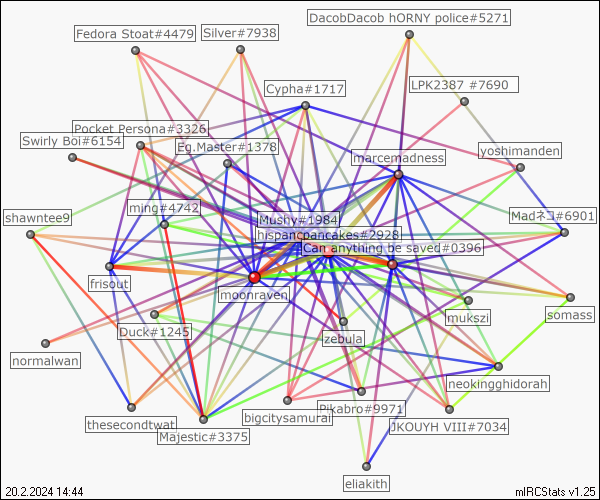 DacobDacob hORNY police#5271
Fedora Stoat#4479
Silver#7938
LPK2387 #7690
Cypha#1717
Pocket Persona#3326
Swirly Boi#6154
Eg.Master#1378
yoshimanden
marcemadness
ming#4742
shawntee9
Mushy#1984
Madネコ#6901
hispancpancakes#2928
Can anything be saved#0396
frisout
moonraven
mukszi
somass
Duck#1245
zebula
normalwan
neokingghidorah
Pikabro#9971
bigcitysamurai
thesecondtwat
JKOUYH VIII#7034
Majestic#3375
eliakith
20.2.2024 14:44
mIRCStats v1.25